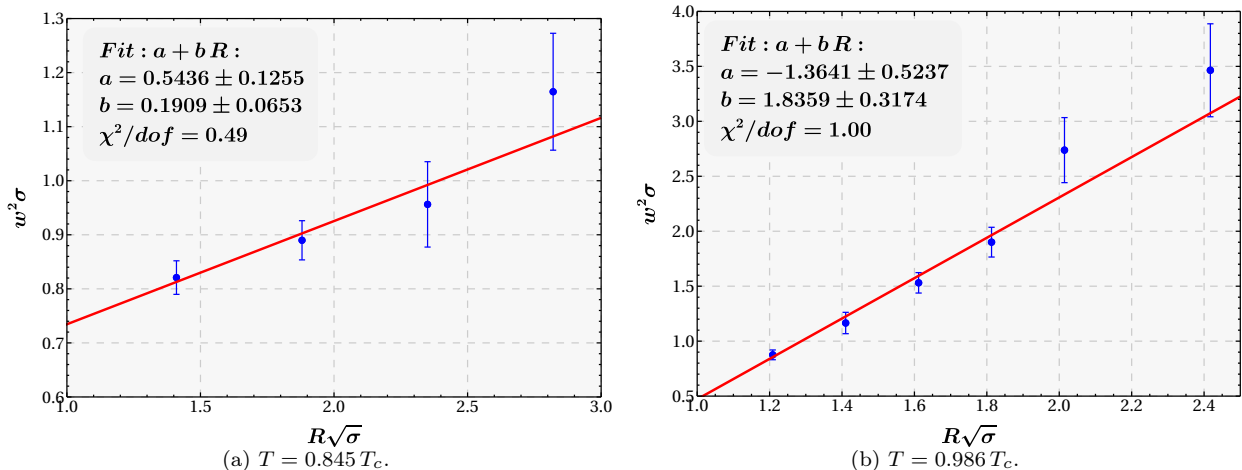 Fit : a + b R :
a = 0.5436 ± 0.1255
b = 0.1909 ± 0.0653
χ²/dof = 0.49
1.3
1.2
1.1
1.0
0.9
0.8
0.7
0.6
w²σ
1.0 1.5 2.0 2.5 3.0
R√σ
(a) T = 0.845 T_c.
Fit : a + b R :
a = −1.3641 ± 0.5237
b = 1.8359 ± 0.3174
χ²/dof = 1.00
4.0
3.5
3.0
2.5
2.0
1.5
1.0
0.5
w²σ
1.0 1.2 1.4 1.6 1.8 2.0 2.2 2.4
R√σ
(b) T = 0.986 T_c.